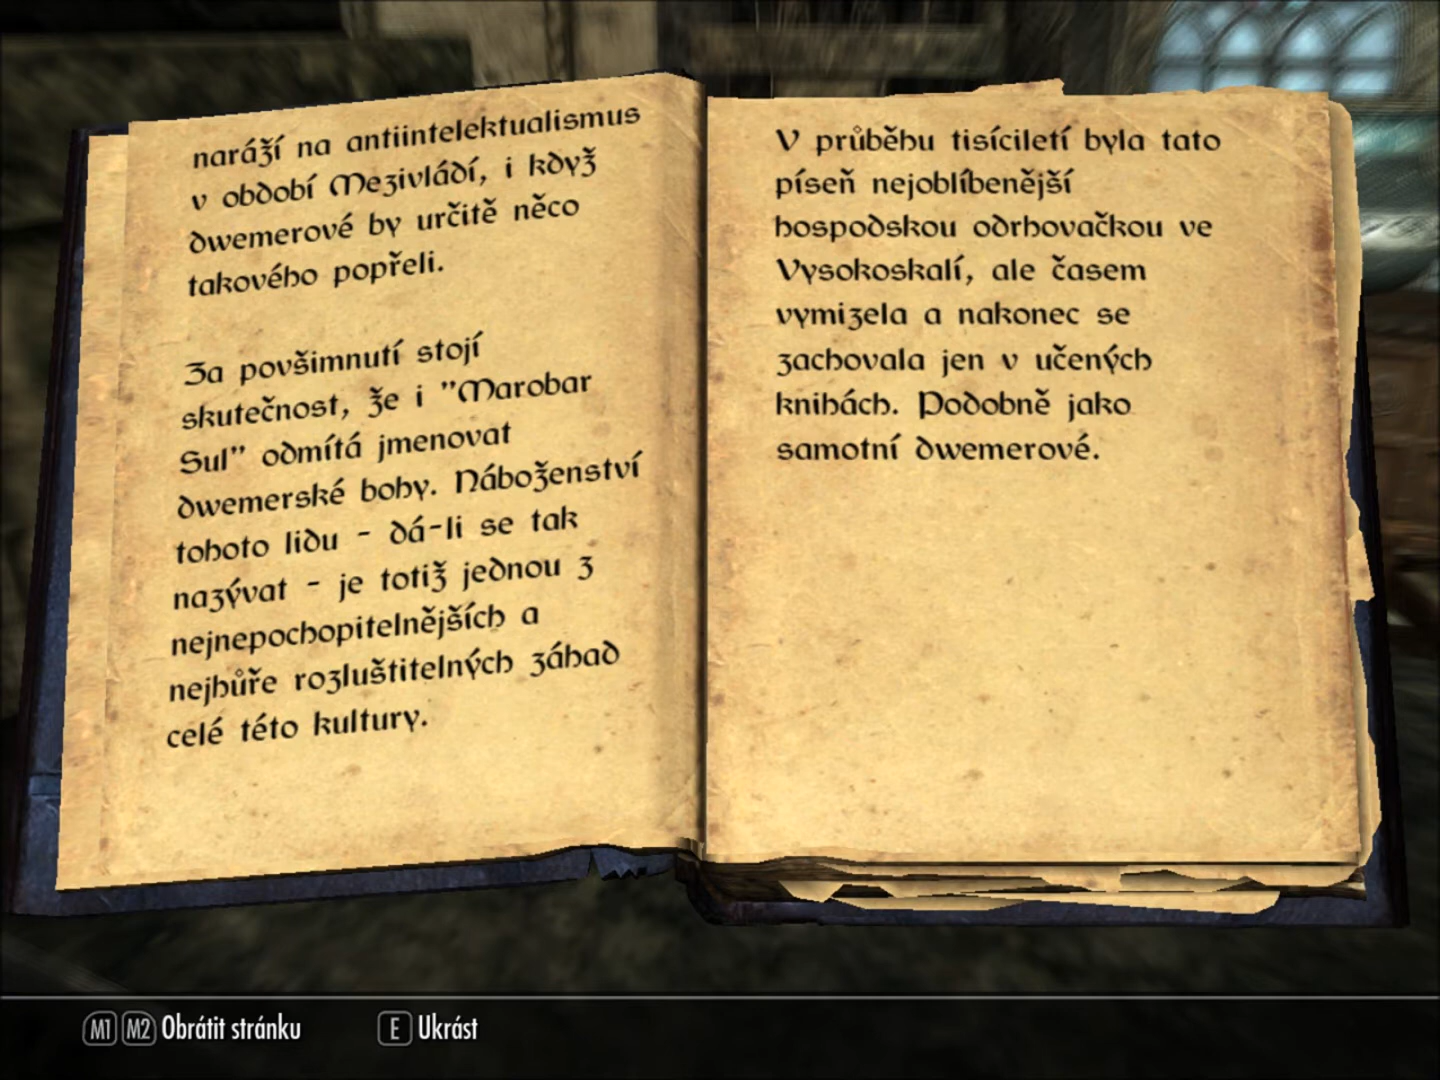 naráží na antiintelektualismus
v období Mezivládí, i když
dwemerové by určitě něco
takového popřeli.
Za povšimnutí stojí
skutečnost, že i "Marobar
Sul" odmítá jmenovat
dwemerské bohy. Náboženství
tohoto lidu - dá-li se tak
nazývat - je totiž jednou z
nejnepochopitelnějších a
nejhůře rozluštitelných záhad
celé této kultury.
V průběhu tisíciletí byla tato
píseň nejoblíbenější
hospodskou odrhovačkou ve
Vysokoskalí, ale časem
vymizela a nakonec se
zachovala jen v učených
knihách. Podobně jako
samotní dwemerové.
M1 M2 Obrátit stránku E Ukrást